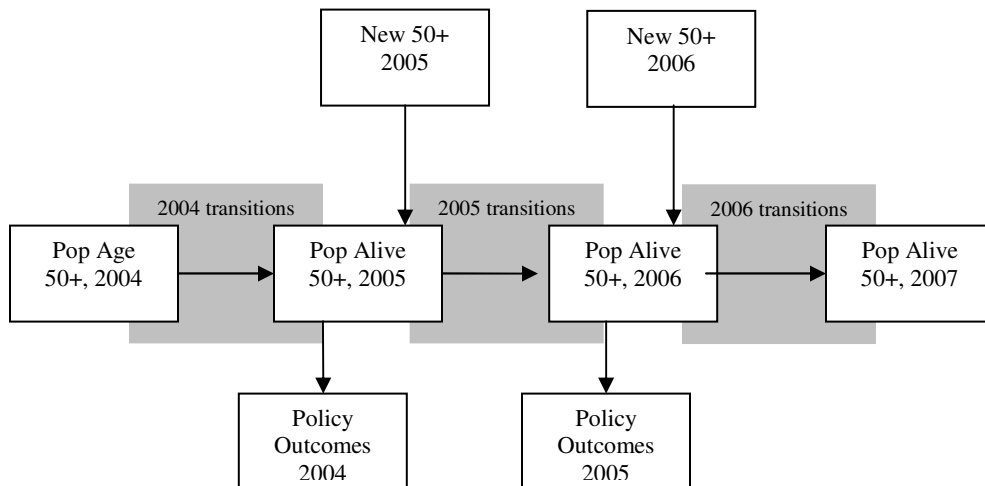 New 50+
2005
New 50+
2006
2004 transitions
2005 transitions
2006 transitions
Pop Age
50+, 2004
Pop Alive
50+, 2005
Pop Alive
50+, 2006
Pop Alive
50+, 2007
Policy
Outcomes
2004
Policy
Outcomes
2005